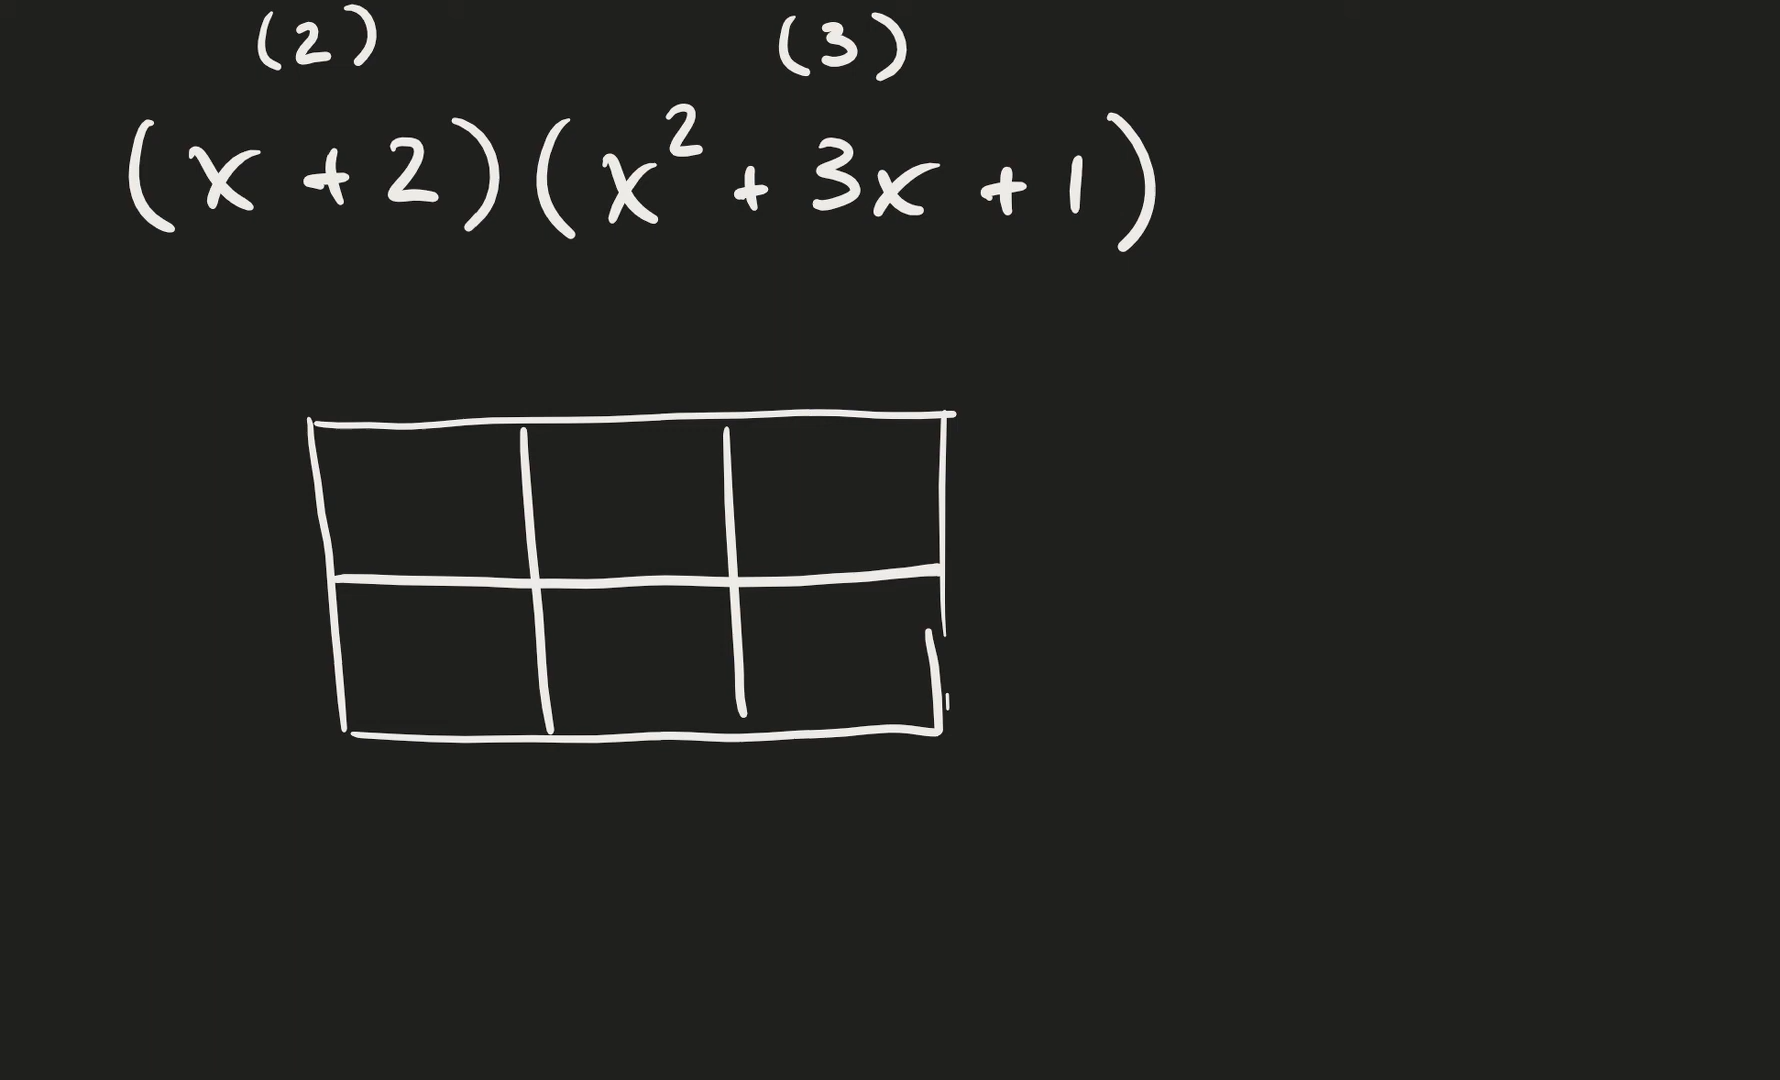 (2) (3)
(x + 2)(x² + 3x + 1)